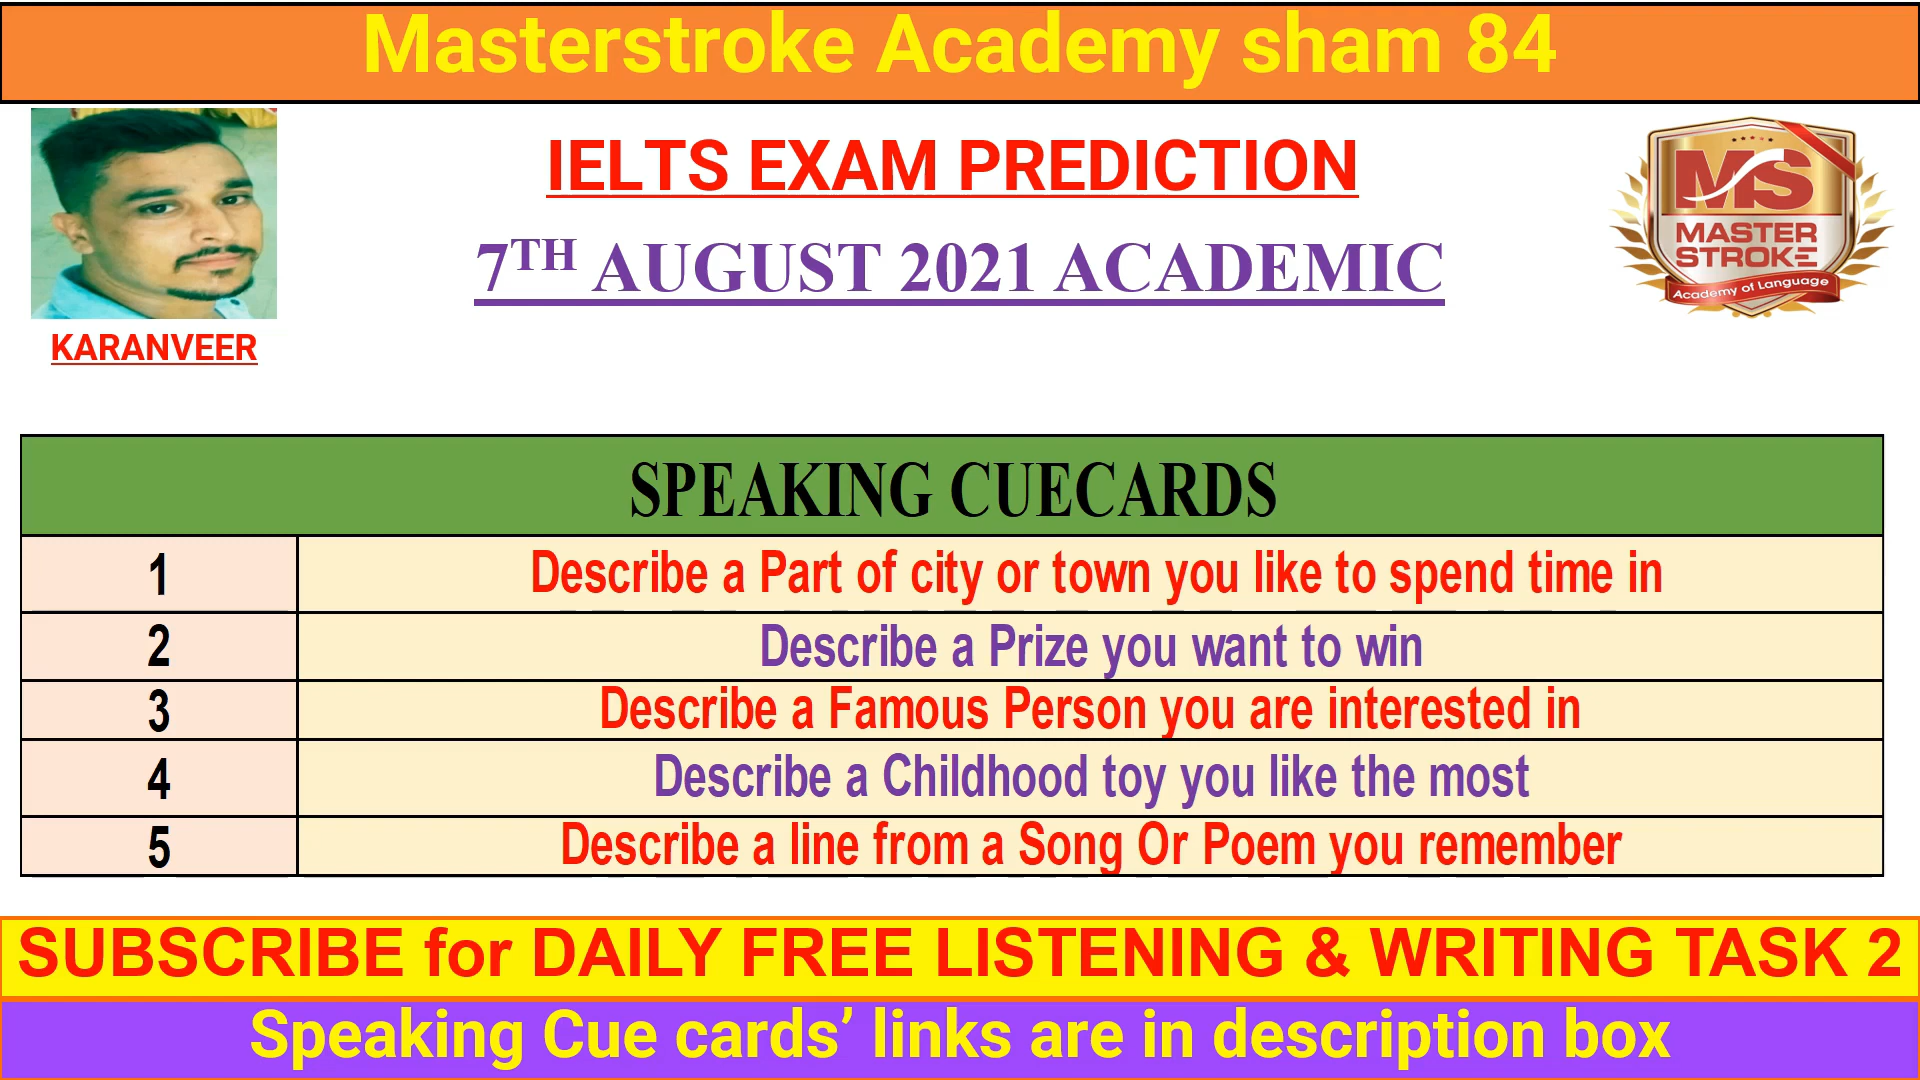 Masterstroke Academy sham 84
IELTS EXAM PREDICTION
7TH AUGUST 2021 ACADEMIC
MS
MASTER
STROKE
Academy of Language
KARANVEER
SPEAKING CUECARDS
1 Describe a Part of city or town you like to spend time in
2 Describe a Prize you want to win
3 Describe a Famous Person you are interested in
4 Describe a Childhood toy you like the most
5 Describe a line from a Song Or Poem you remember
SUBSCRIBE for DAILY FREE LISTENING & WRITING TASK 2
Speaking Cue cards’ links are in description box